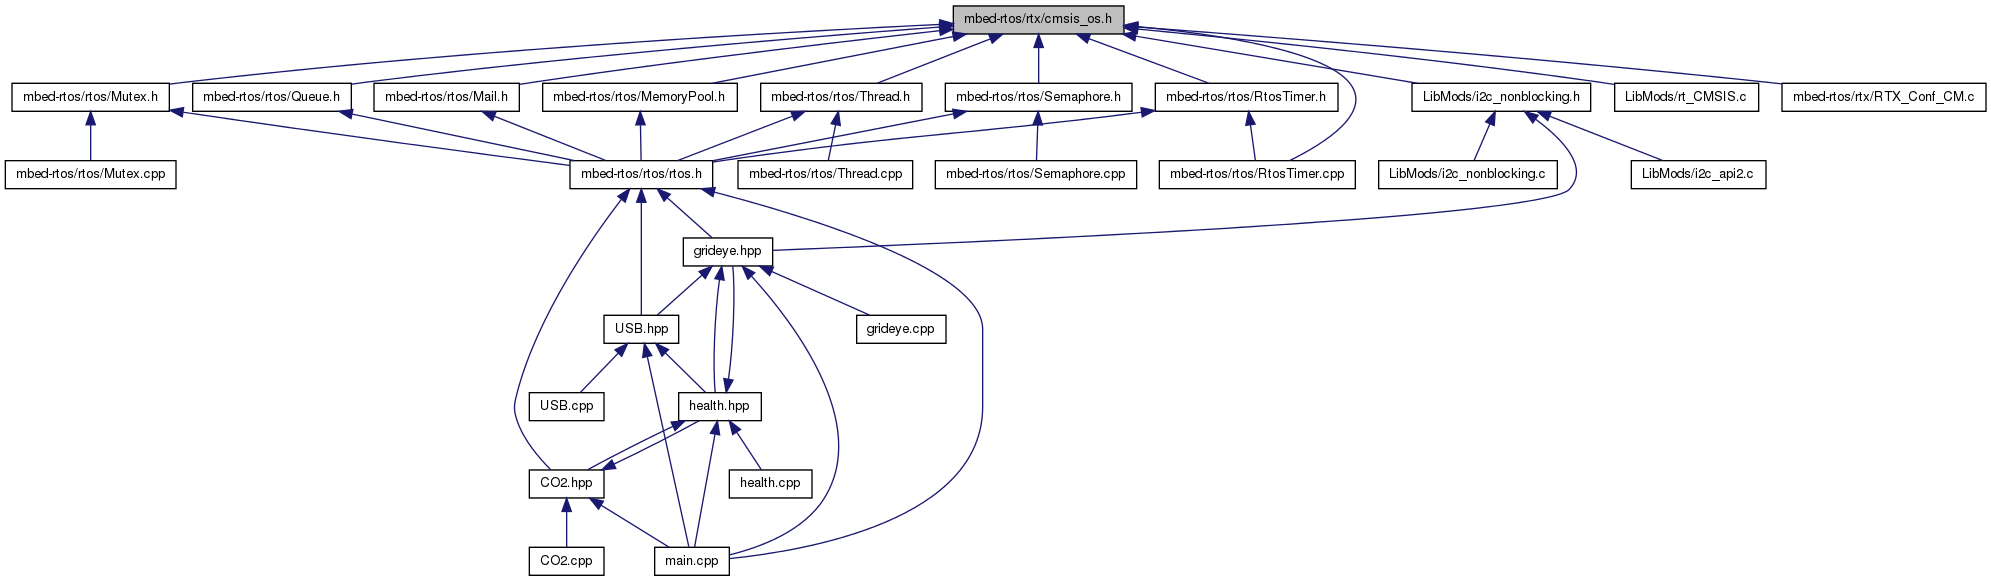 mbed-rtos/rtx/cmsis_os.h
mbed-rtos/rtos/Mutex.h
mbed-rtos/rtos/Queue.h
mbed-rtos/rtos/Mail.h
mbed-rtos/rtos/MemoryPool.h
mbed-rtos/rtos/Thread.h
mbed-rtos/rtos/Semaphore.h
mbed-rtos/rtos/RtosTimer.h
LibMods/i2c_nonblocking.h
LibMods/rt_CMSIS.c
mbed-rtos/rtx/RTX_Conf_CM.c
mbed-rtos/rtos/Mutex.cpp
mbed-rtos/rtos/rtos.h
mbed-rtos/rtos/Thread.cpp
mbed-rtos/rtos/Semaphore.cpp
mbed-rtos/rtos/RtosTimer.cpp
LibMods/i2c_nonblocking.c
LibMods/i2c_api2.c
grideye.hpp
USB.hpp
grideye.cpp
USB.cpp
health.hpp
CO2.hpp
health.cpp
CO2.cpp
main.cpp